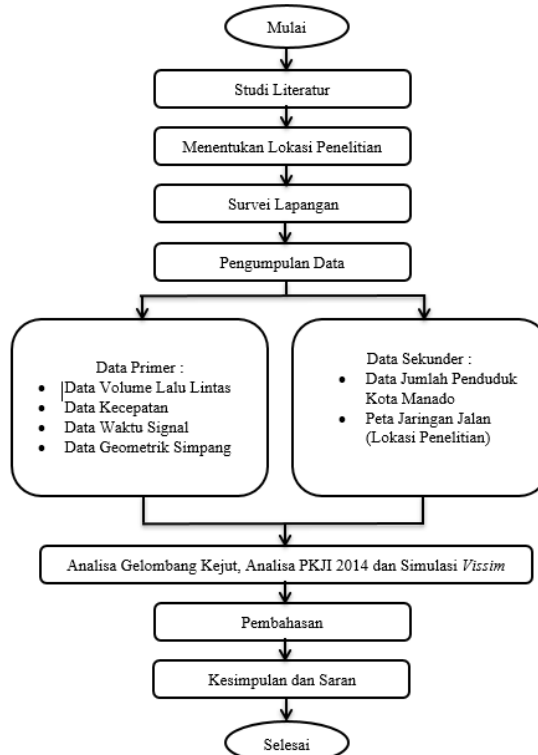 Mulai
Studi Literatur
Menentukan Lokasi Penelitian
Survei Lapangan
Pengumpulan Data
Data Primer :
• Data Volume Lalu Lintas
• Data Kecepatan
• Data Waktu Signal
• Data Geometrik Simpang
Data Sekunder :
• Data Jumlah Penduduk
Kota Manado
• Peta Jaringan Jalan
(Lokasi Penelitian)
Analisa Gelombang Kejut, Analisa PKJI 2014 dan Simulasi Vissim
Pembahasan
Kesimpulan dan Saran
Selesai